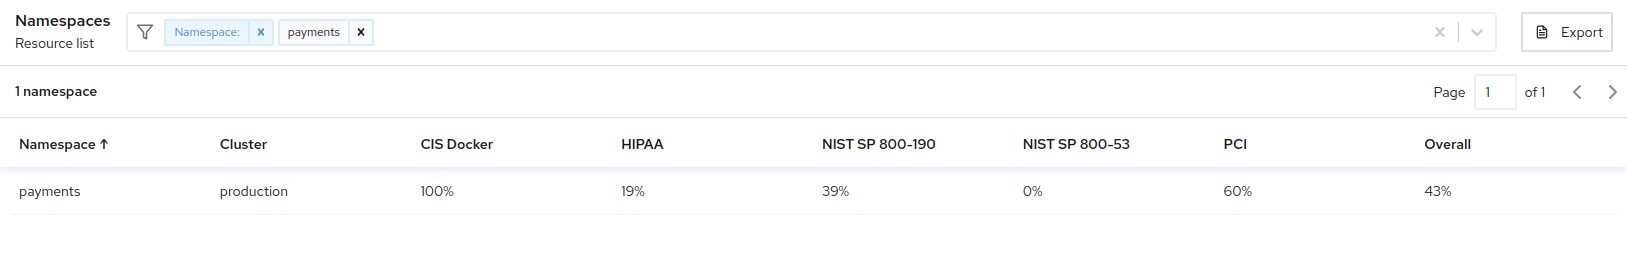 Namespaces
Resource list
Namespace: x payments x
Export
1 namespace
Page 1 of 1
Namespace ↑ Cluster CIS Docker HIPAA NIST SP 800-190 NIST SP 800-53 PCI Overall
payments production 100% 19% 39% 0% 60% 43%